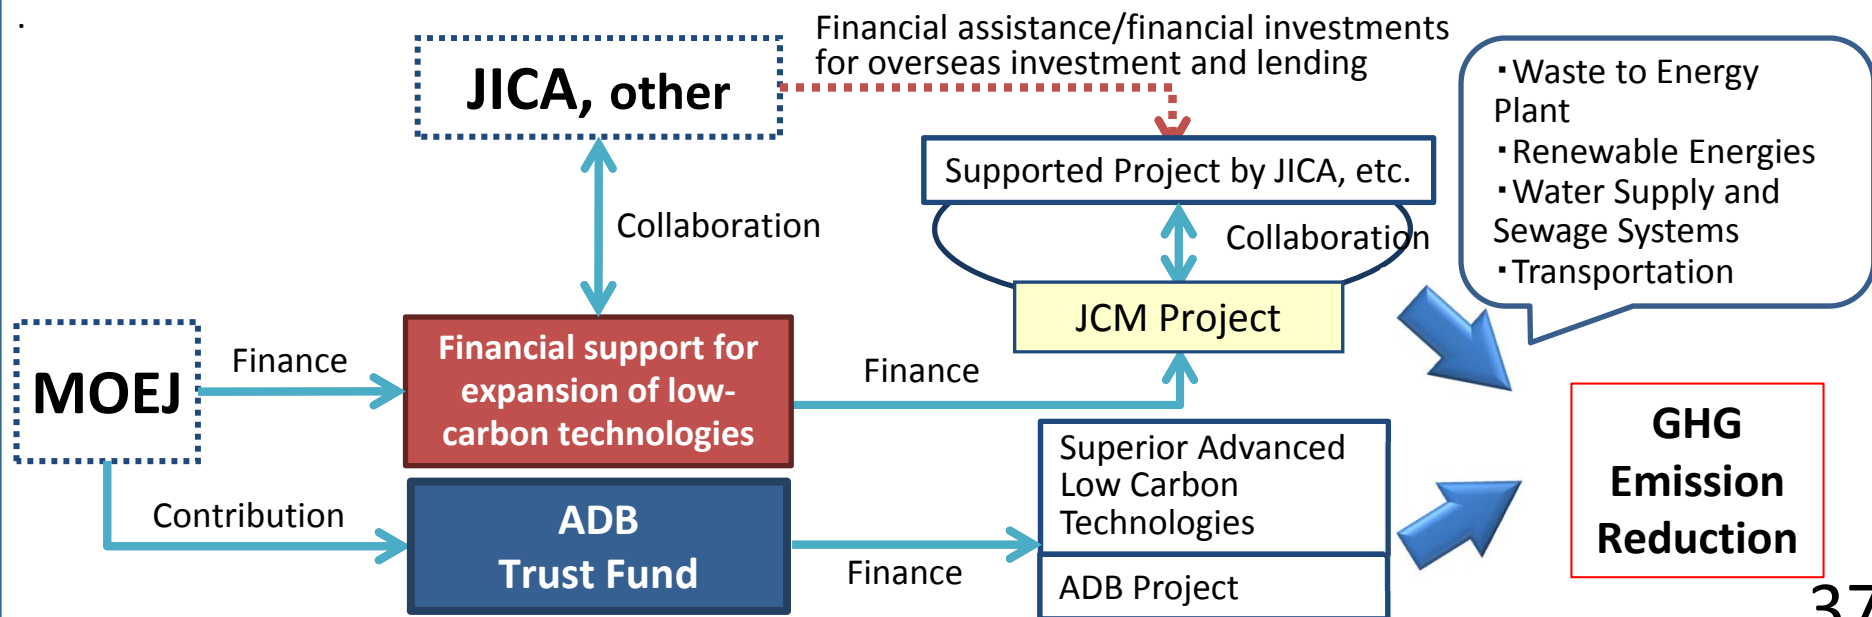 .
Financial assistance/financial investments
for overseas investment and lending
JICA, other
・Waste to Energy
Plant
・Renewable Energies
・Water Supply and
Sewage Systems
・Transportation
Supported Project by JICA, etc.
Collaboration
Collaboration
JCM Project
MOEJ
Finance
Financial support for
expansion of low-
carbon technologies
Finance
Contribution
ADB
Trust Fund
Finance
Superior Advanced
Low Carbon
Technologies
ADB Project
GHG
Emission
Reduction
37